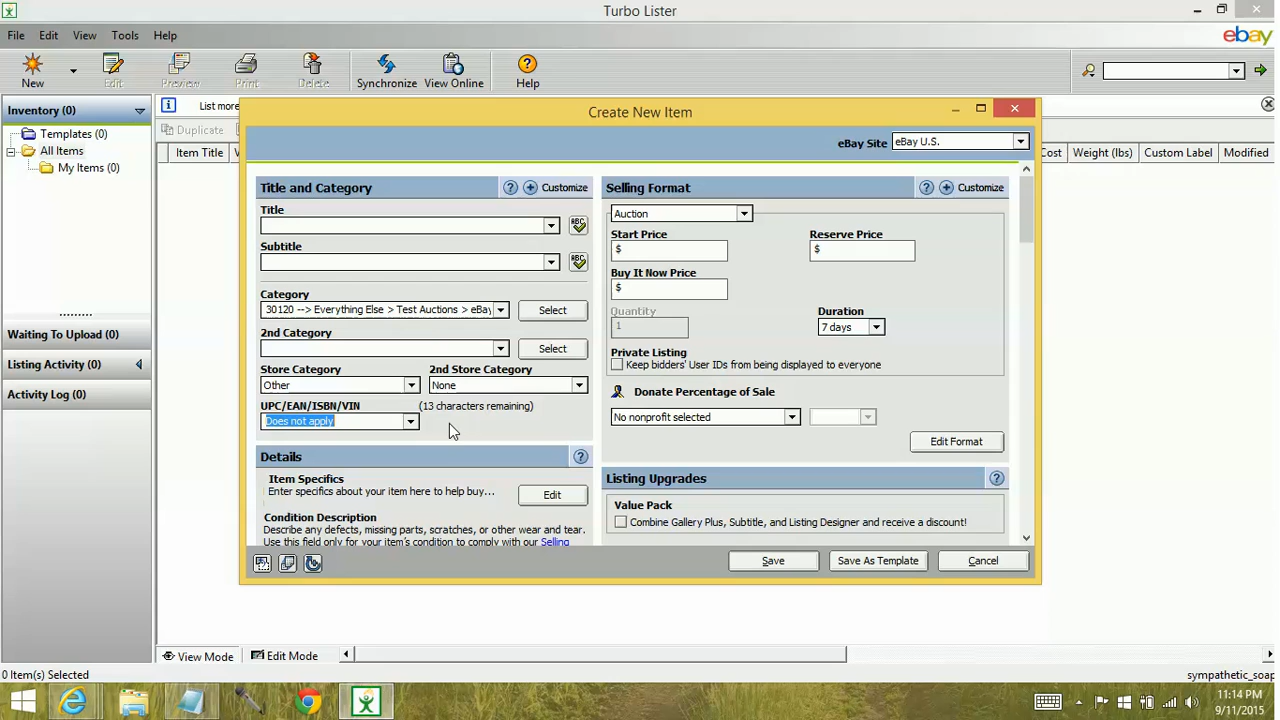 Turbo Lister
File Edit View Tools Help
ebay
New Edit Preview Print Delete Synchronize View Online Help
Inventory (0)
Templates (0)
All Items
My Items (0)
Waiting To Upload (0)
Listing Activity (0)
Activity Log (0)
List more
Duplicate
Item Title
Cost Weight (lbs) Custom Label Modified
Create New Item
eBay Site eBay U.S.
Title and Category ? Customize
Title
Subtitle
Category
30120 --> Everything Else > Test Auctions > eBay Select
2nd Category
Select
Store Category 2nd Store Category
Other None
UPC/EAN/ISBN/VIN (13 characters remaining)
Does not apply
Details ?
Item Specifics
Enter specifics about your item here to help buy... Edit
Condition Description
Describe any defects, missing parts, scratches, or other wear and tear.
Use this field only for your item's condition to comply with our Selling
Selling Format ? Customize
Auction
Start Price Reserve Price
$ $
Buy It Now Price
$
Quantity Duration
1 7 days
Private Listing
Keep bidders' User IDs from being displayed to everyone
Donate Percentage of Sale
No nonprofit selected
Edit Format
Listing Upgrades ?
Value Pack
Combine Gallery Plus, Subtitle, and Listing Designer and receive a discount!
Save Save As Template Cancel
View Mode Edit Mode
0 Item(s) Selected
sympathetic_soap
11:14 PM
9/11/2015